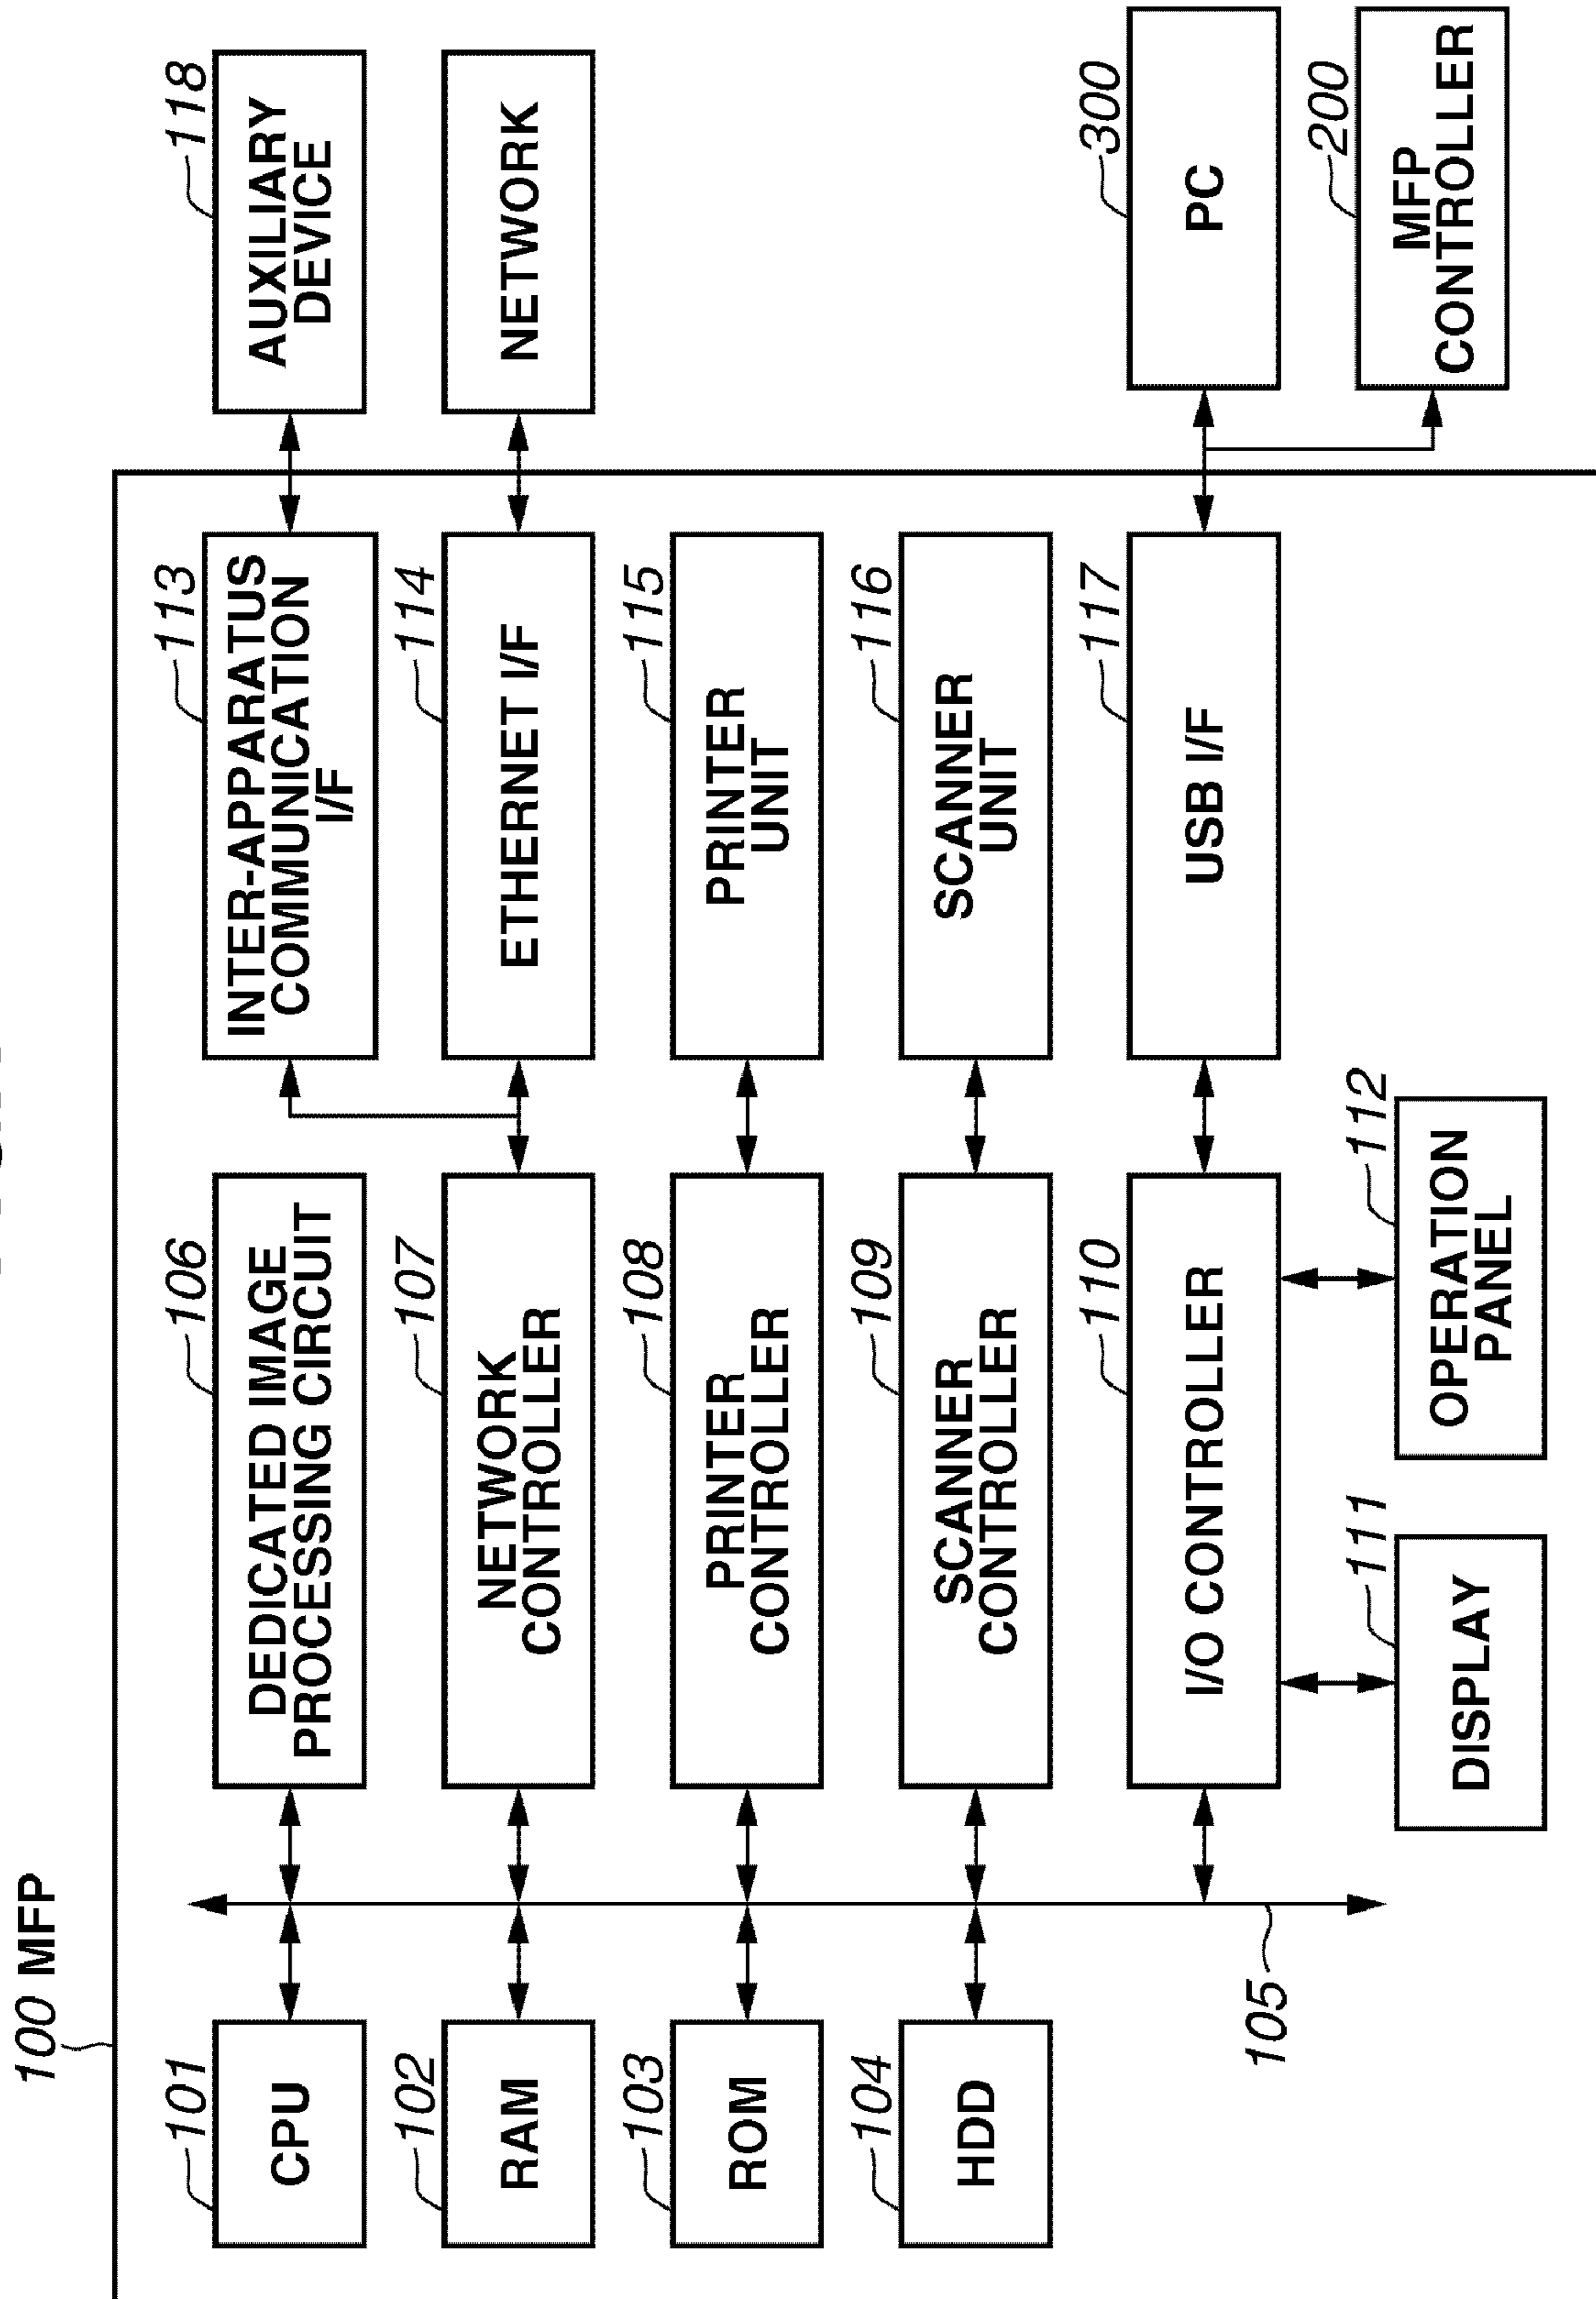 100 MFP
101
CPU
102
RAM
103
ROM
104
HDD
105
106
DEDICATED IMAGE
PROCESSING CIRCUIT
107
NETWORK
CONTROLLER
108
PRINTER
CONTROLLER
109
SCANNER
CONTROLLER
110
I/O CONTROLLER
111
DISPLAY
112
OPERATION
PANEL
113
INTER-APPARATUS
COMMUNICATION
I/F
114
ETHERNET I/F
115
PRINTER
UNIT
116
SCANNER
UNIT
117
USB I/F
118
AUXILIARY
DEVICE
NETWORK
300
PC
200
MFP
CONTROLLER